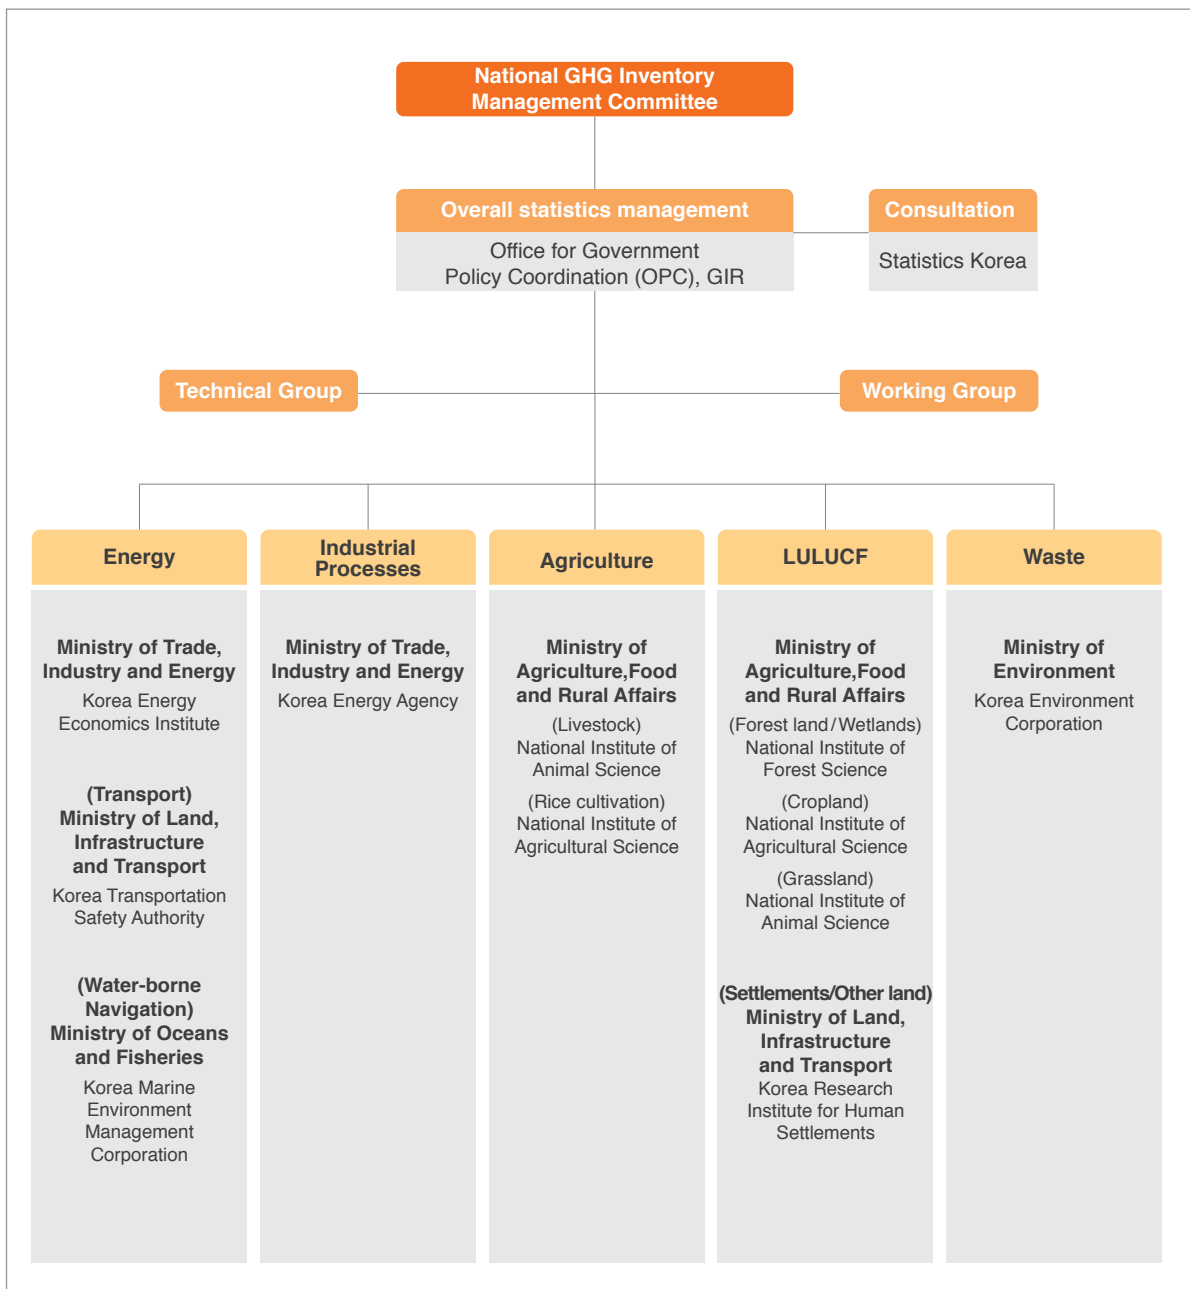 National GHG Inventory
Management Committee
Overall statistics management
Office for Government
Policy Coordination (OPC), GIR
Consultation
Statistics Korea
Technical Group
Working Group
Energy
Ministry of Trade,
Industry and Energy
Korea Energy
Economics Institute
(Transport)
Ministry of Land,
Infrastructure
and Transport
Korea Transportation
Safety Authority
(Water-borne
Navigation)
Ministry of Oceans
and Fisheries
Korea Marine
Environment
Management
Corporation
Industrial
Processes
Ministry of Trade,
Industry and Energy
Korea Energy Agency
Agriculture
Ministry of
Agriculture,Food
and Rural Affairs
(Livestock)
National Institute of
Animal Science
(Rice cultivation)
National Institute of
Agricultural Science
LULUCF
Ministry of
Agriculture,Food
and Rural Affairs
(Forest land/Wetlands)
National Institute of
Forest Science
(Cropland)
National Institute of
Agricultural Science
(Grassland)
National Institute of
Animal Science
(Settlements/Other land)
Ministry of Land,
Infrastructure
and Transport
Korea Research
Institute for Human
Settlements
Waste
Ministry of
Environment
Korea Environment
Corporation